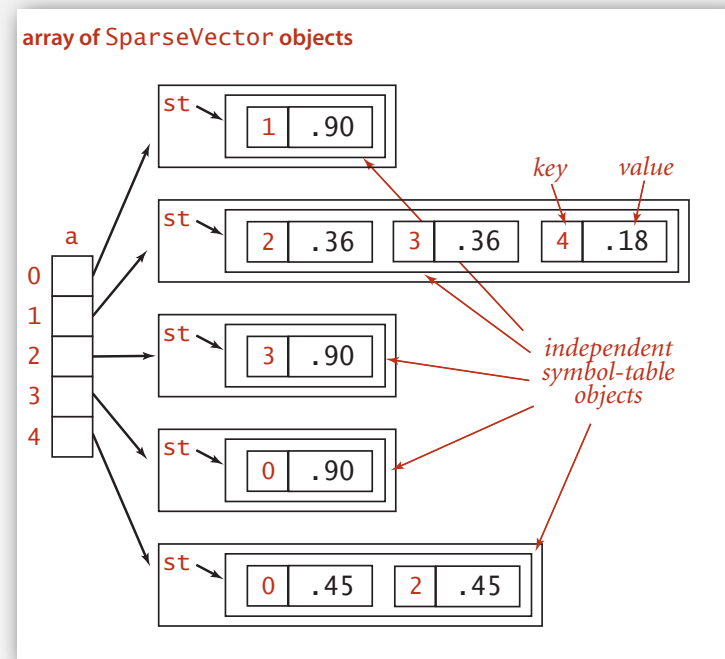 array of SparseVector objects
st
1 .90
key value
st
2 .36 3 .36 4 .18
a
0
1
2
3
4
st
3 .90
independent
symbol-table
objects
st
0 .90
st
0 .45 2 .45